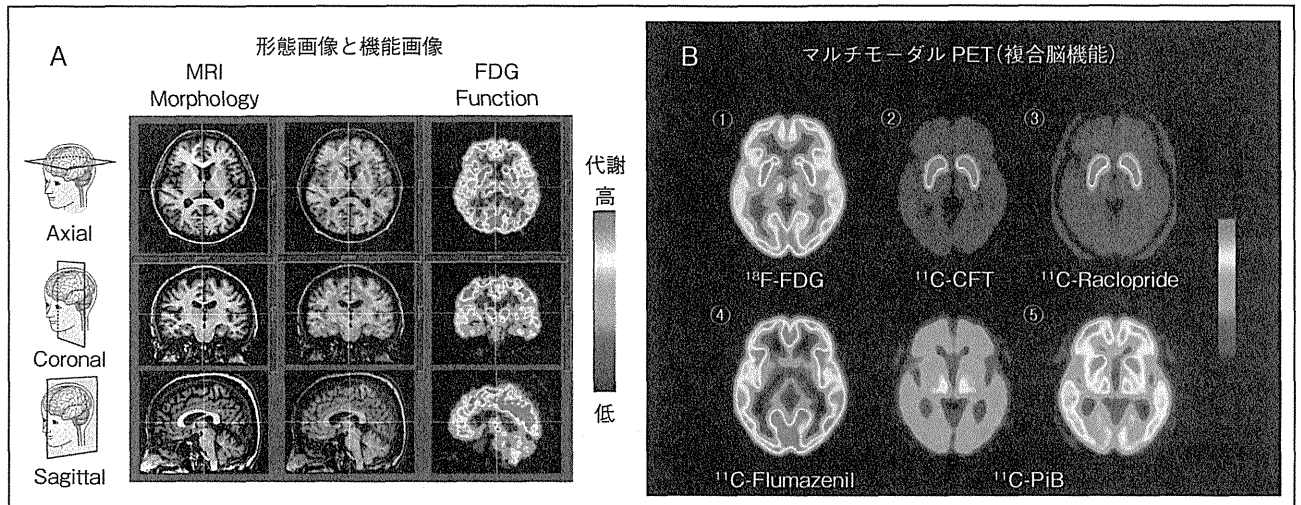 A
形態画像と機能画像
MRI
Morphology
FDG
Function
Axial
Coronal
Sagittal
代謝
高
低
B
マルチモーダル PET(複合脳機能)
①
②
③
¹⁸F-FDG
¹¹C-CFT
¹¹C-Raclopride
④
⑤
¹¹C-Flumazenil
¹¹C-PiB